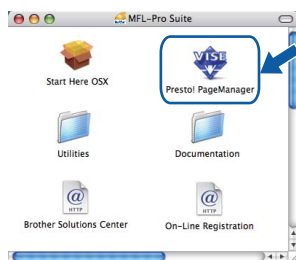 MFL-Pro Suite
VISE
Start Here OSX
Presto! PageManager
Utilities
Documentation
@
HTTP
@
HTTP
Brother Solutions Center
On-Line Registration